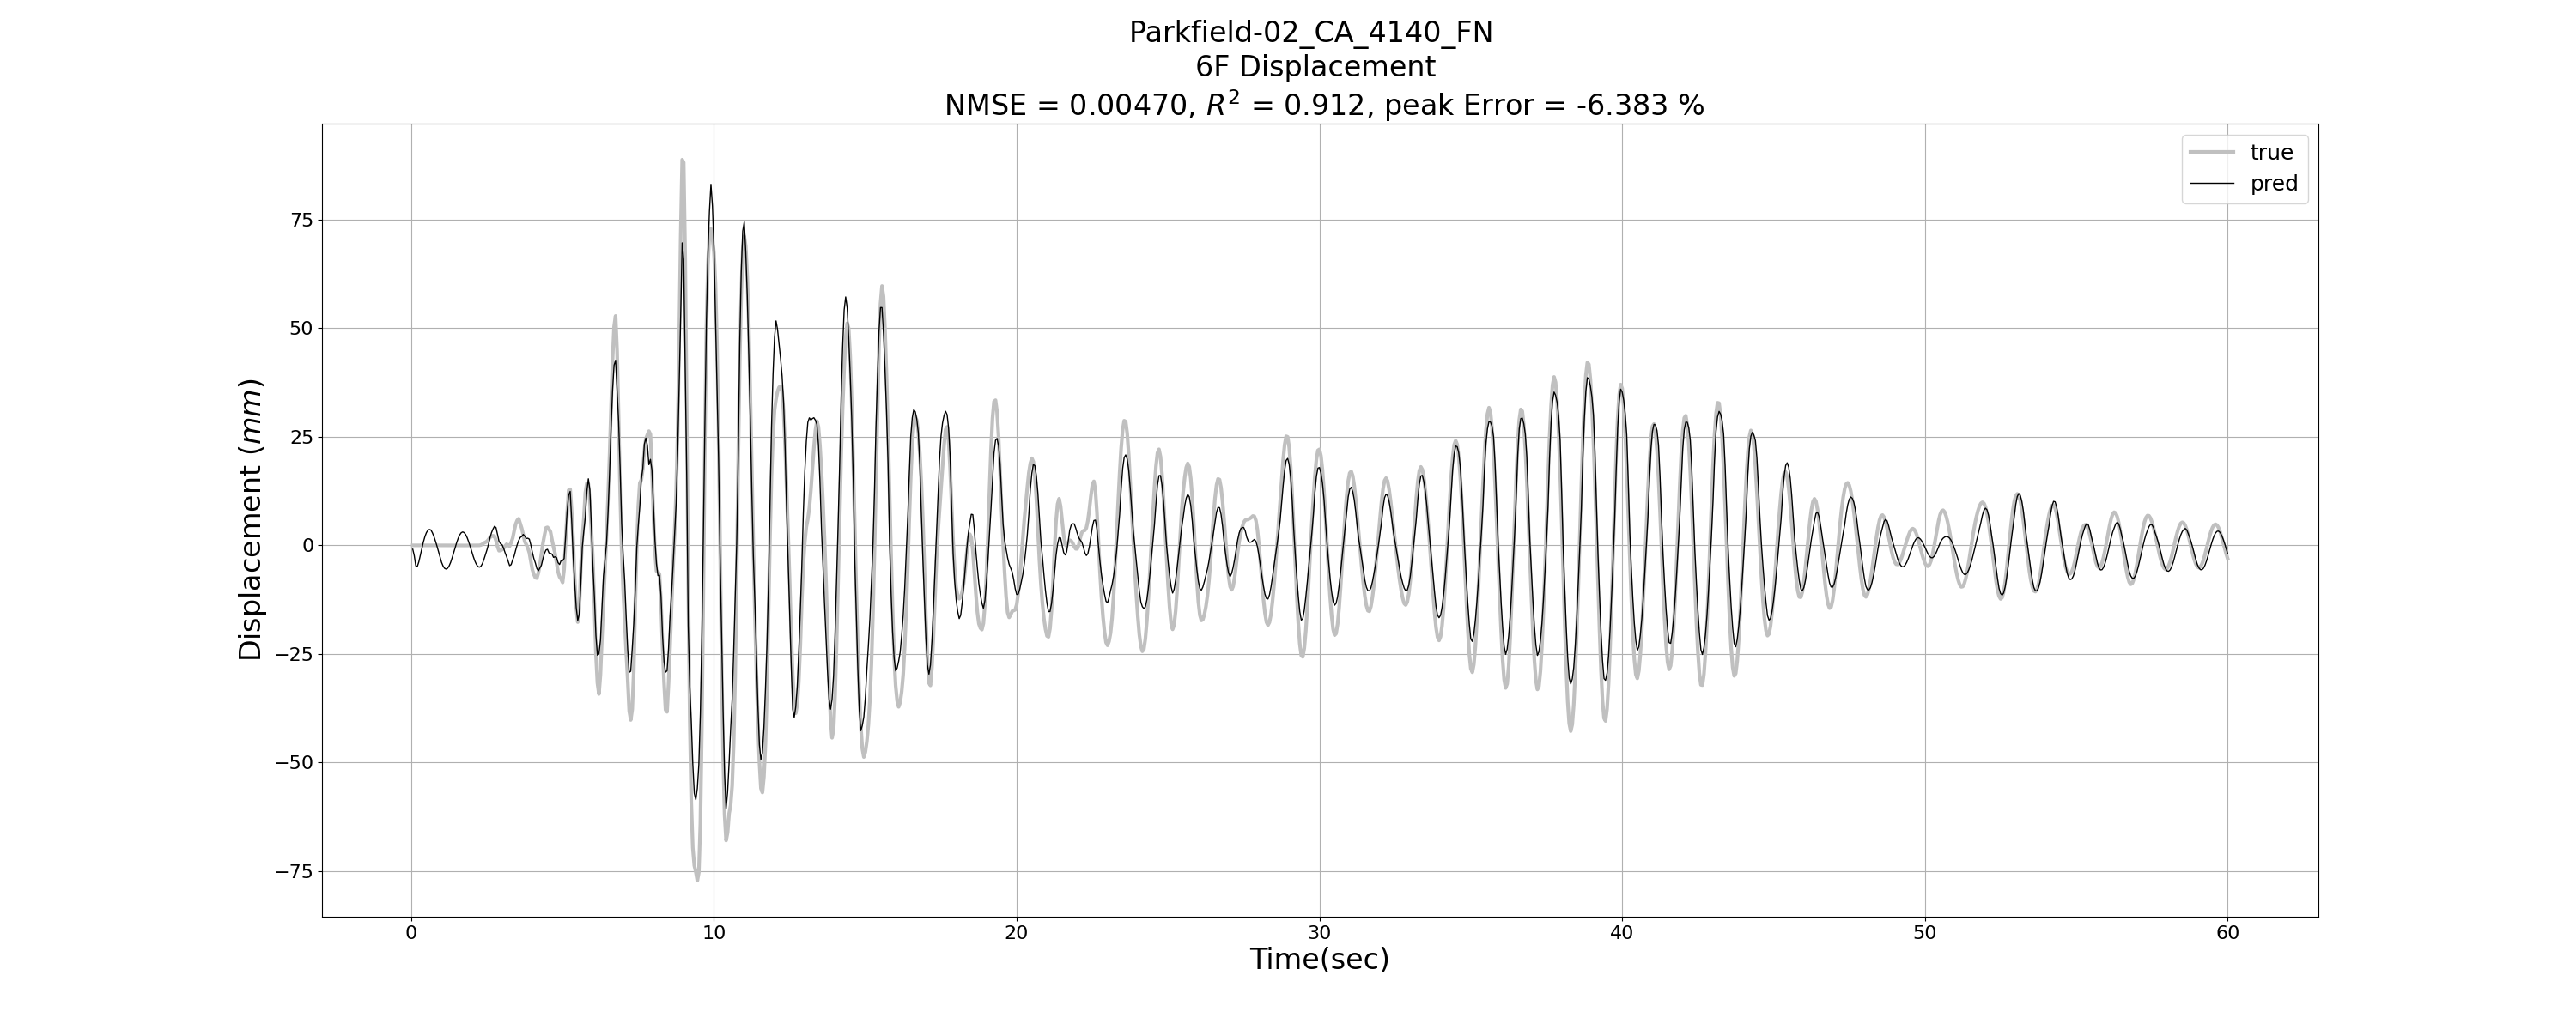 Parkfield-02_CA_4140_FN
6F Displacement
NMSE = 0.00470, R² = 0.912, peak Error = -6.383 %
true
pred
75
50
25
0
−25
−50
−75
Displacement (mm)
0 10 20 30 40 50 60
Time(sec)